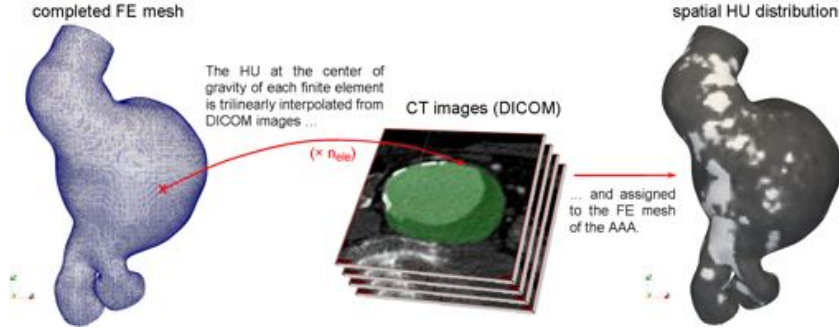 completed FE mesh
spatial HU distribution
The HU at the center of
gravity of each finite element
is trilinearly interpolated from
DICOM images ...
CT images (DICOM)
(× nele)
... and assigned
to the FE mesh
of the AAA.